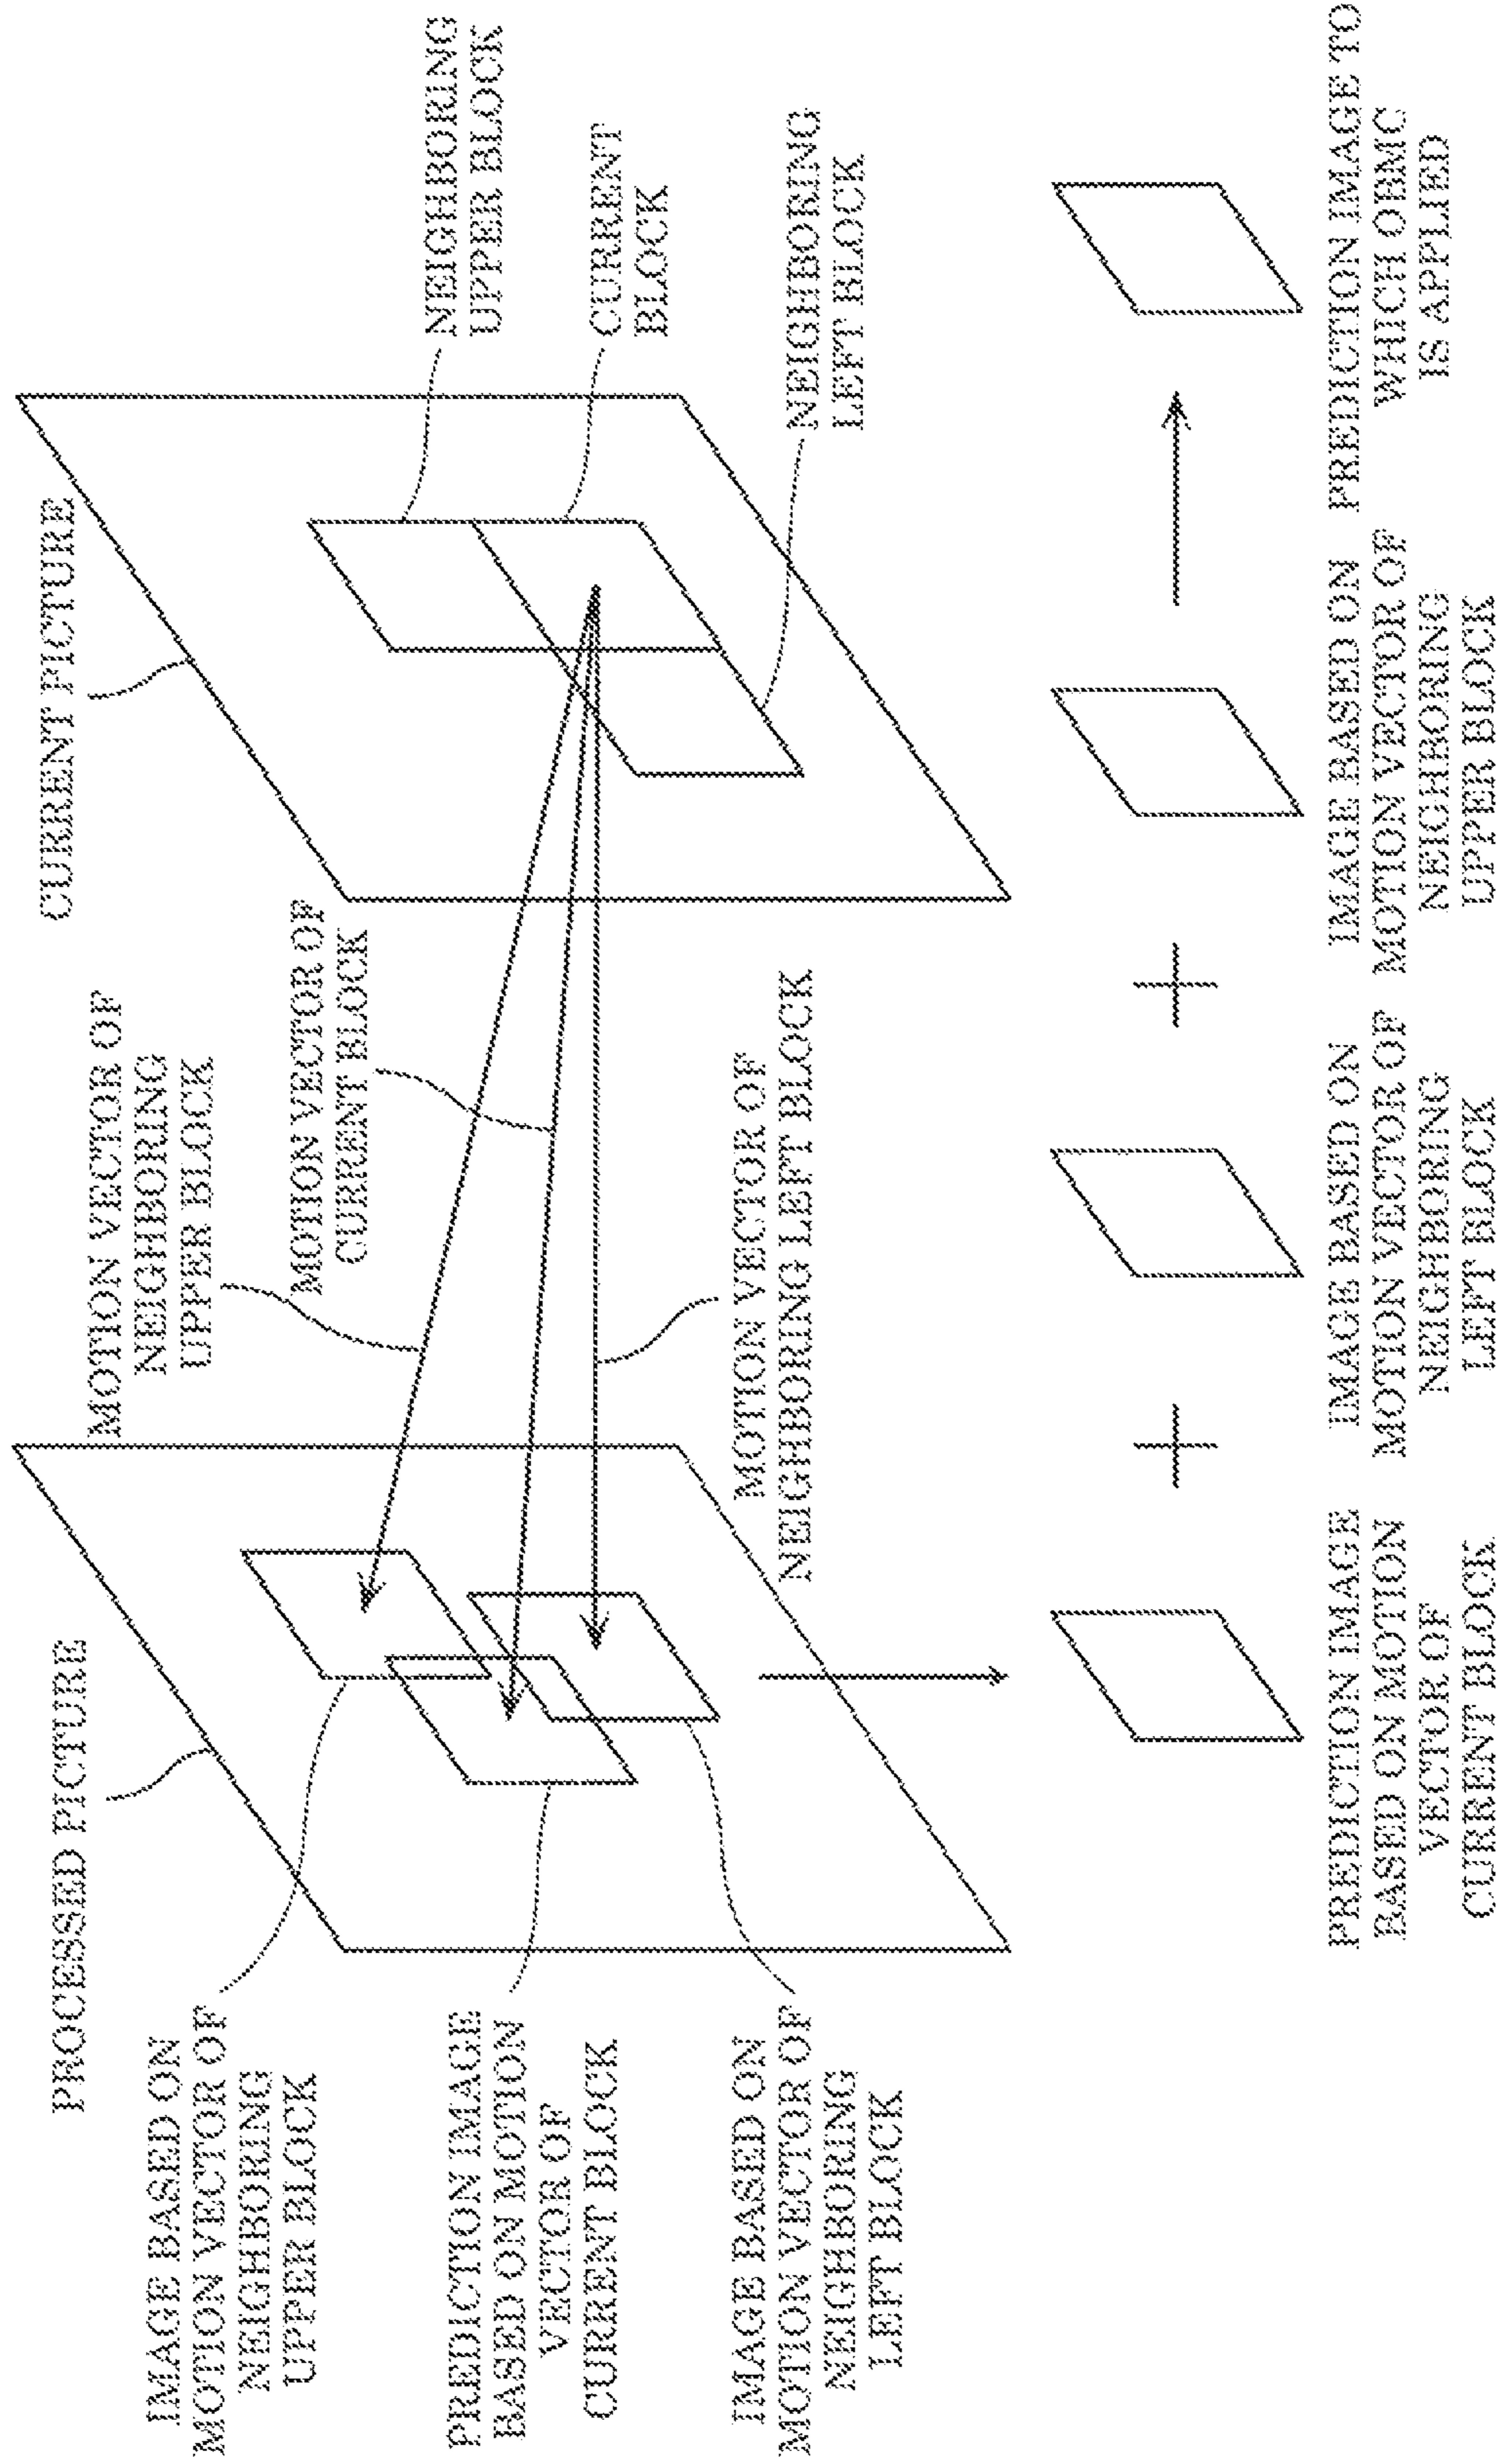 PROCESSED PICTURE
CURRENT PICTURE
IMAGE BASED ON
MOTION VECTOR OF
NEIGHBORING
UPPER BLOCK
MOTION VECTOR OF
NEIGHBORING
UPPER BLOCK
MOTION VECTOR OF
CURRENT BLOCK
NEIGHBORING
UPPER BLOCK
PREDICTION IMAGE
BASED ON MOTION
VECTOR OF
CURRENT BLOCK
CURRENT
BLOCK
IMAGE BASED ON
MOTION VECTOR OF
NEIGHBORING
LEFT BLOCK
MOTION VECTOR OF
NEIGHBORING LEFT BLOCK
NEIGHBORING
LEFT BLOCK
PREDICTION IMAGE
BASED ON MOTION
VECTOR OF
CURRENT BLOCK
IMAGE BASED ON
MOTION VECTOR OF
NEIGHBORING
LEFT BLOCK
IMAGE BASED ON
MOTION VECTOR OF
NEIGHBORING
UPPER BLOCK
PREDICTION IMAGE TO
WHICH OBMC
IS APPLIED